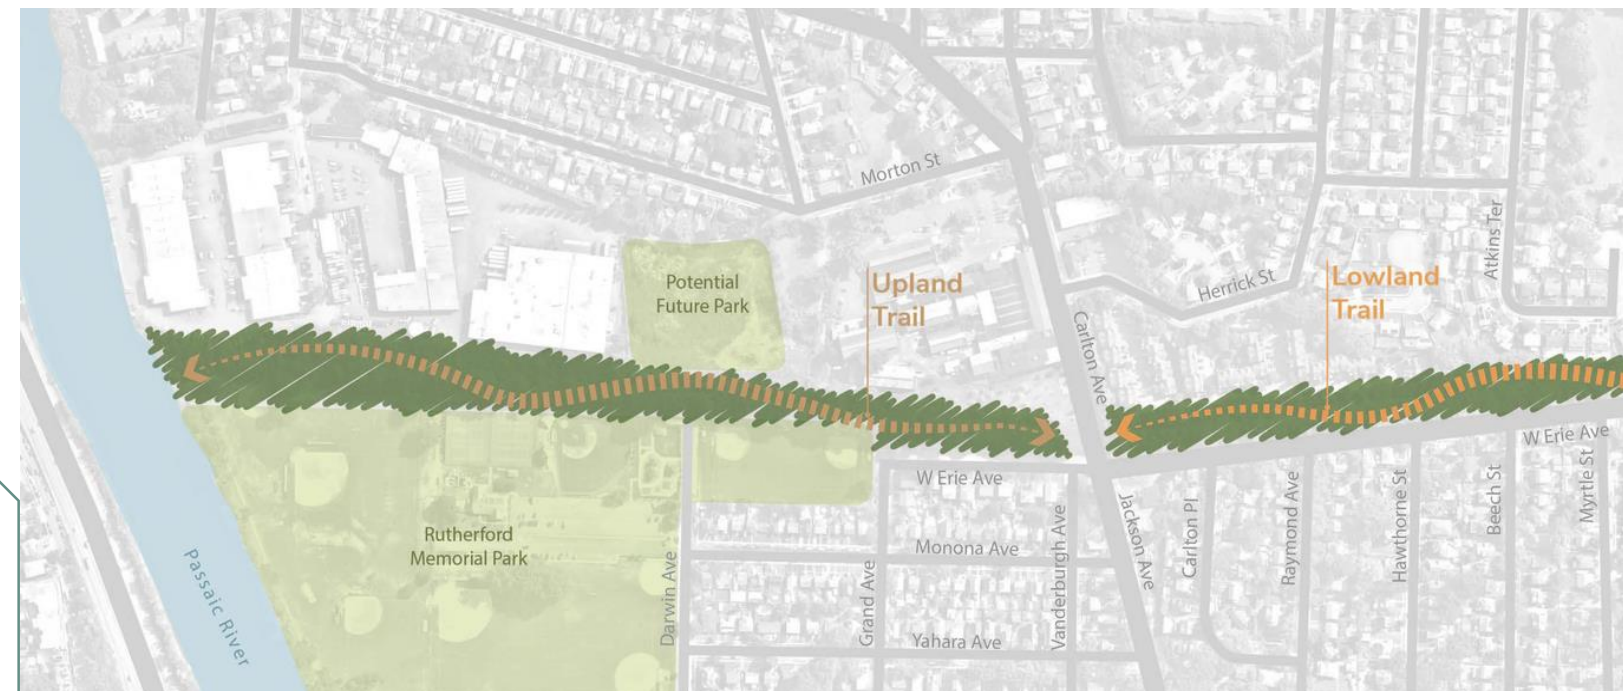 Morton St
Potential
Future Park
Upland
Trail
Carlton Ave
Herrick St
Lowland
Trail
Atkins Ter
W Erie Ave
W Erie Ave
Rutherford
Memorial Park
Passaic River
Darwin Ave
Monona Ave
Grand Ave
Yahara Ave
Vanderburgh Ave
Jackson Ave
Carlton Pl
Raymond Ave
Hawthorne St
Beech St
Myrtle St